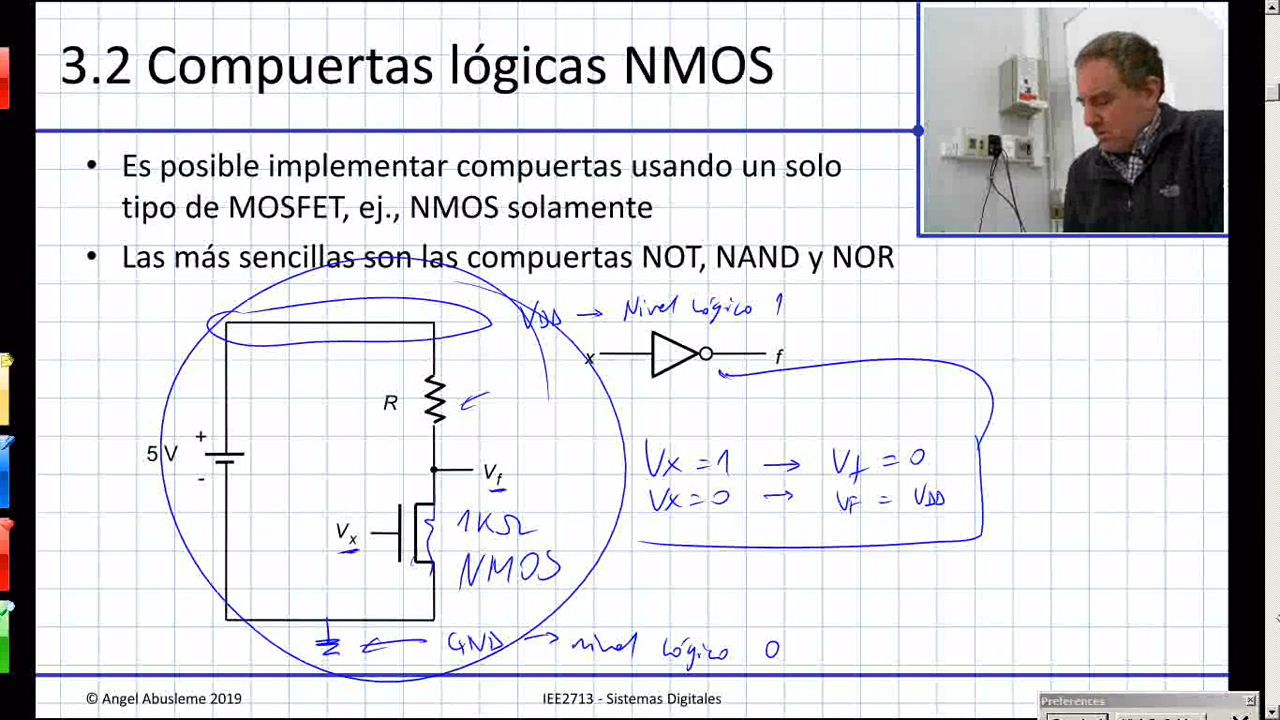 3.2 Compuertas lógicas NMOS
• Es posible implementar compuertas usando un solo
tipo de MOSFET, ej., NMOS solamente
• Las más sencillas son las compuertas NOT, NAND y NOR
VDD → Nivel lógico 1
x f
R
+
5 V
-
Vf
Vx = 1 → Vf = 0
Vx = 0 → VF = VDD
Vx
1KΩ
NMOS
GND → nivel lógico 0
© Angel Abusleme 2019
IEE2713 - Sistemas Digitales
Preferences